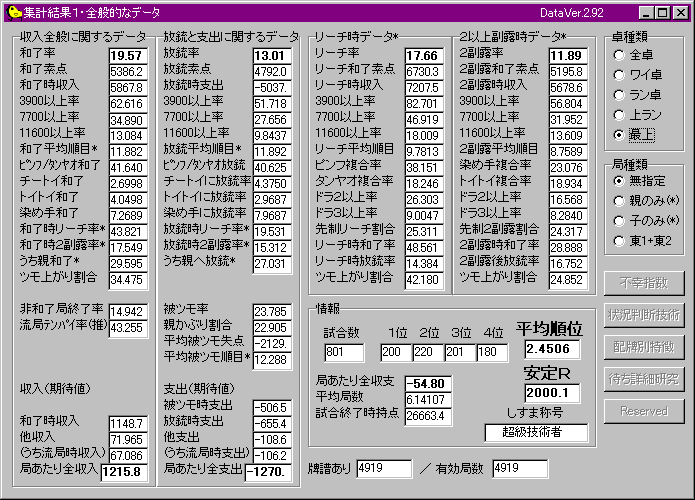 集計結果1・全般的なデータ DataVer.2.92
収入全般に関するデータ
和了率 19.57
和了素点 5386.2
和了時収入 5867.8
3900以上率 62.616
7700以上率 34.890
11600以上率 13.084
和了平均順目* 11.882
ﾋﾟﾝﾌ/ﾀﾝﾔｵ和了 41.640
チートイ和了 2.6998
トイトイ和了 4.0498
染め手和了 7.2689
和了時リーチ率* 43.821
和了時2副露率* 17.549
うち親和了* 29.595
ツモ上がり割合 34.475
非和了局終了率 14.942
流局テンパイ率(推) 43.255
収入(期待値)
和了時収入 1148.7
他収入 71.965
(うち流局時収入) 67.086
局あたり全収入 1215.8
放銃と支出に関するデータ
放銃率 13.01
放銃素点 4792.0
放銃時支出 -5037.
3900以上率 51.718
7700以上率 27.656
11600以上率 9.8437
放銃平均順目* 11.892
ﾋﾟﾝﾌ/ﾀﾝﾔｵ放銃 40.625
チートイに放銃率 4.3750
トイトイに放銃率 2.9687
染め手に放銃率 7.9687
放銃時リーチ率* 19.531
放銃時2副露率* 15.312
うち親へ放銃* 27.031
被ツモ率 23.785
親かぶり割合 22.905
平均被ツモ失点 -2129.
平均被ツモ順目* 12.288
支出(期待値)
被ツモ時支出 -506.5
放銃時支出 -655.4
他支出 -108.6
(うち流局時支出) -106.2
局あたり全支出 -1270.
リーチ時データ*
リーチ率 17.66
リーチ和了素点 6730.3
リーチ時収入 7207.5
3900以上率 82.701
7700以上率 46.919
11600以上率 18.009
リーチ平均順目 9.7813
ピンフ複合率 38.151
タンヤオ複合率 18.246
ドラ2以上率 26.303
ドラ3以上率 9.0047
先制リーチ割合 25.311
リーチ時和了率 48.561
リーチ時放銃率 14.384
ツモ上がり割合 42.180
2以上副露時データ*
2副露率 11.89
2副露和了素点 5195.8
2副露時収入 5678.6
3900以上率 56.804
7700以上率 31.952
11600以上率 13.609
2副露平均順目 8.7589
染め手複合率 23.076
トイトイ複合率 18.934
ドラ2以上率 16.568
ドラ3以上率 8.2840
先制2副露割合 24.317
2副露時和了率 28.888
2副露後放銃率 16.752
ツモ上がり割合 24.852
情報
試合数 1位 2位 3位 4位 平均順位
801 200 220 201 180 2.4506
安定R
2000.1
局あたり全収支 -54.80
平均局数 6.14107
試合終了時持点 26663.4
しすま称号
超級技術者
牌譜あり 4919 / 有効局数 4919
卓種類
全卓
ワイ卓
ラン卓
上ラン
最上
局種類
無指定
親のみ(*)
子のみ(*)
東1+東2
不幸指数
状況判断技術
配牌別特徴
待ち詳細研究
Reserved